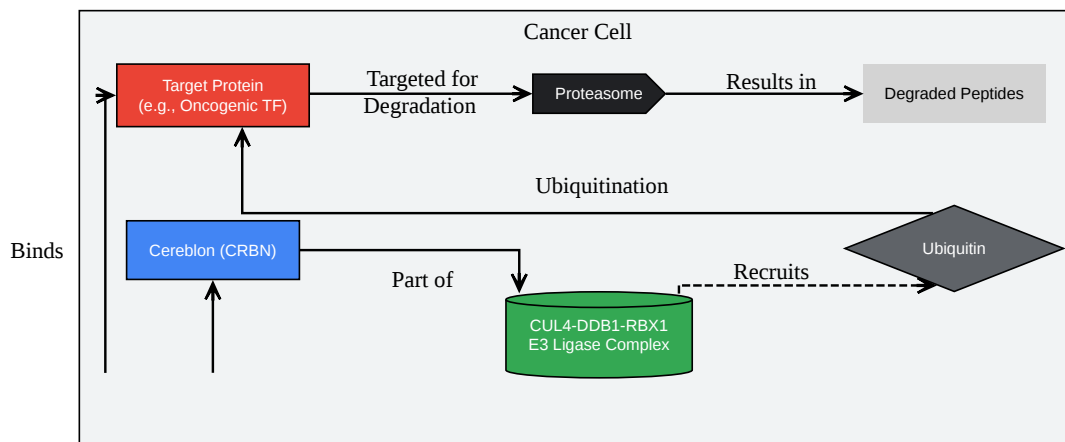 Cancer Cell
Target Protein
(e.g., Oncogenic TF)
Targeted for
Degradation
Proteasome
Results in
Degraded Peptides
Ubiquitination
Binds
Cereblon (CRBN)
Part of
Recruits
Ubiquitin
CUL4-DDB1-RBX1
E3 Ligase Complex